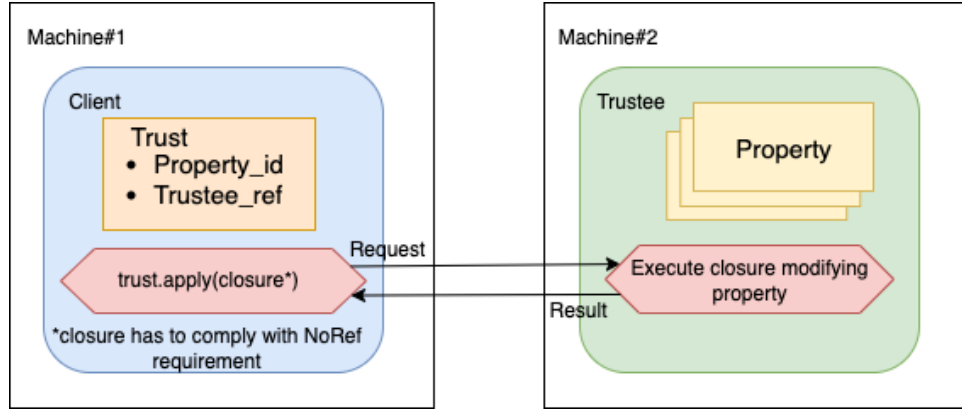 Machine#1
Client
Trust
• Property_id
• Trustee_ref
trust.apply(closure*)
*closure has to comply with NoRef
requirement
Request
Result
Machine#2
Trustee
Property
Execute closure modifying
property